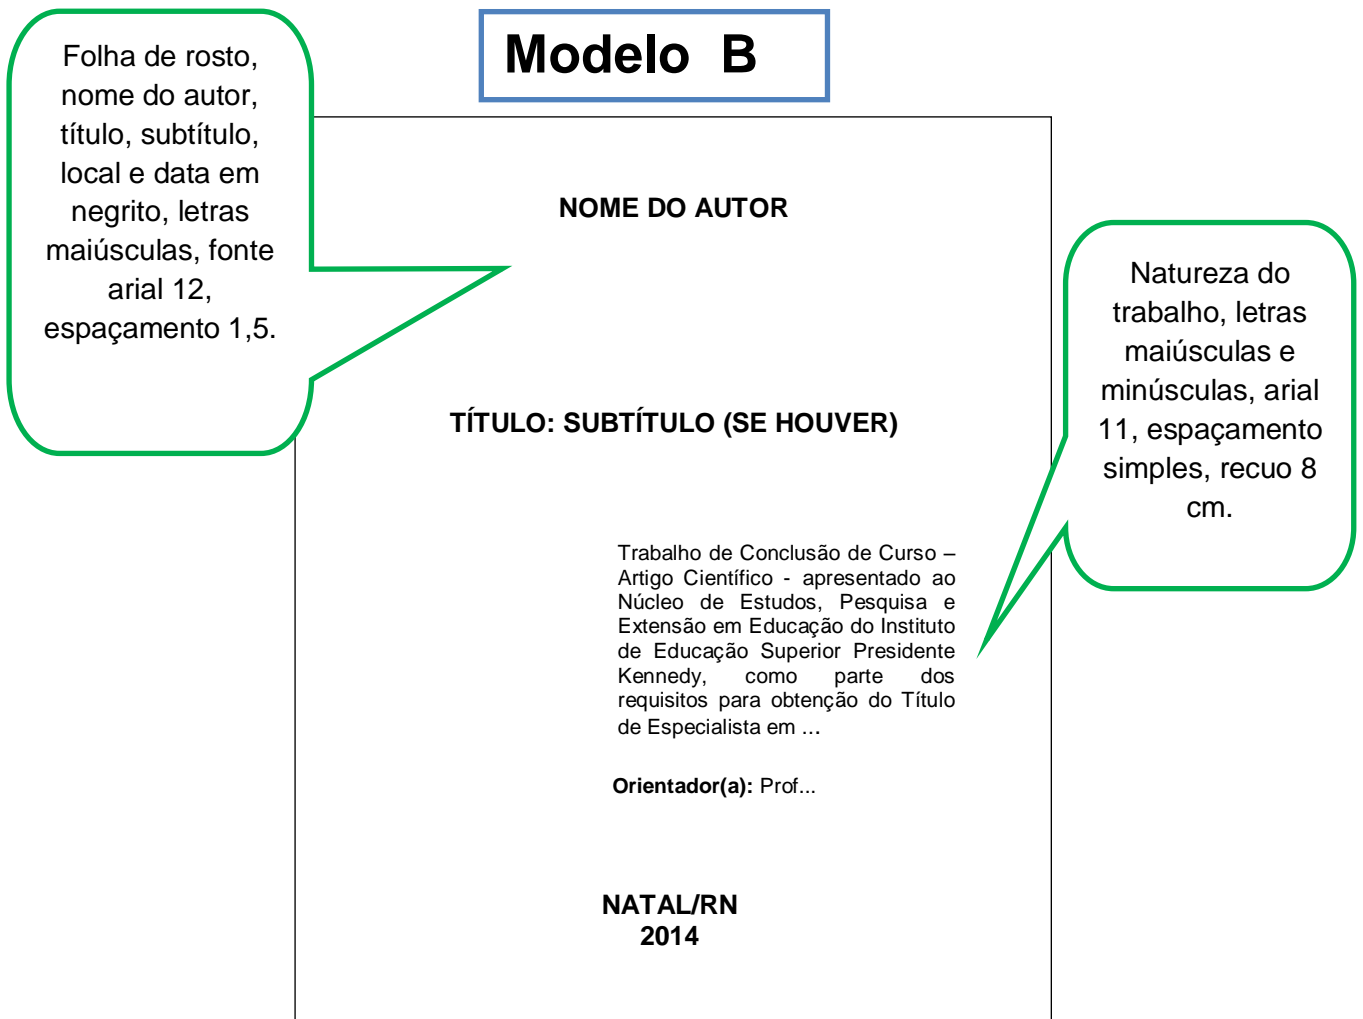 Modelo B
Folha de rosto,
nome do autor,
título, subtítulo,
local e data em
negrito, letras
maiúsculas, fonte
arial 12,
espaçamento 1,5.
NOME DO AUTOR
Natureza do
trabalho, letras
maiúsculas e
minúsculas, arial
11, espaçamento
simples, recuo 8
cm.
TÍTULO: SUBTÍTULO (SE HOUVER)
Trabalho de Conclusão de Curso –
Artigo Científico - apresentado ao
Núcleo de Estudos, Pesquisa e
Extensão em Educação do Instituto
de Educação Superior Presidente
Kennedy, como parte dos
requisitos para obtenção do Título
de Especialista em ...
Orientador(a): Prof...
NATAL/RN
2014